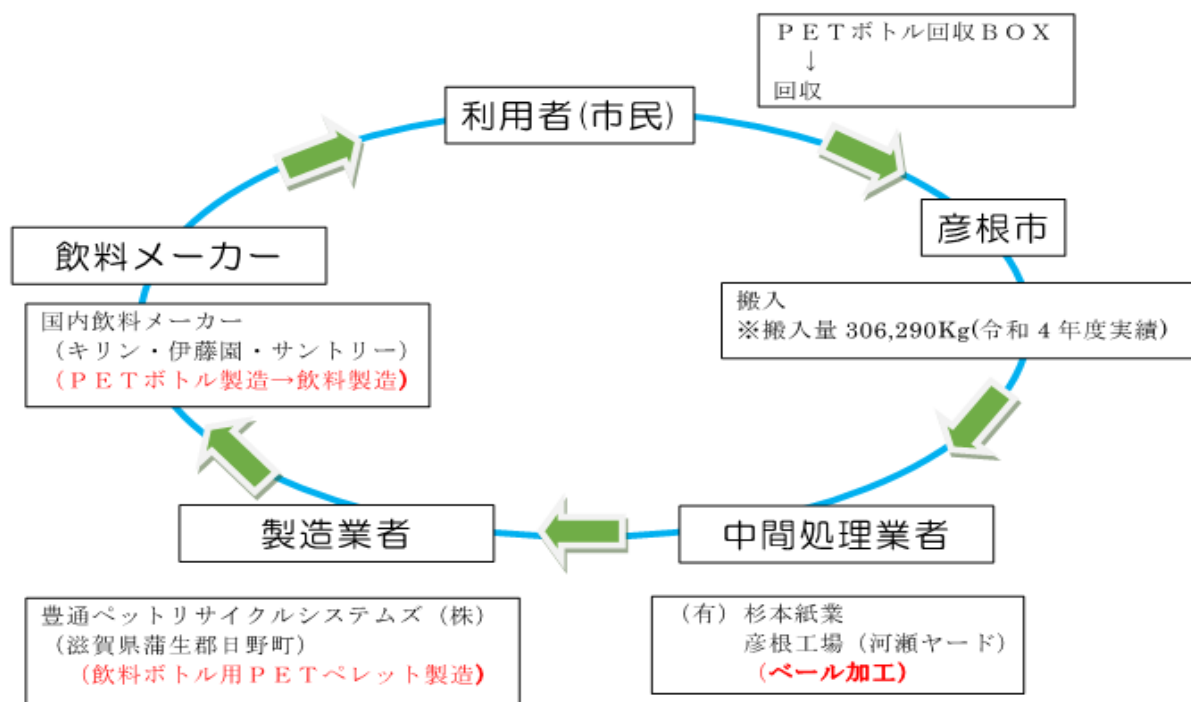 PETボトル回収BOX
↓
回収
利用者(市民)
彦根市
搬入
※搬入量 306,290Kg(令和４年度実績)
飲料メーカー
国内飲料メーカー
(キリン・伊藤園・サントリー)
(PETボトル製造→飲料製造)
製造業者
中間処理業者
豊通ペットリサイクルシステムズ (株)
(滋賀県蒲生郡日野町)
(飲料ボトル用PETペレット製造)
(有) 杉本紙業
彦根工場 (河瀬ヤード)
(ベール加工)